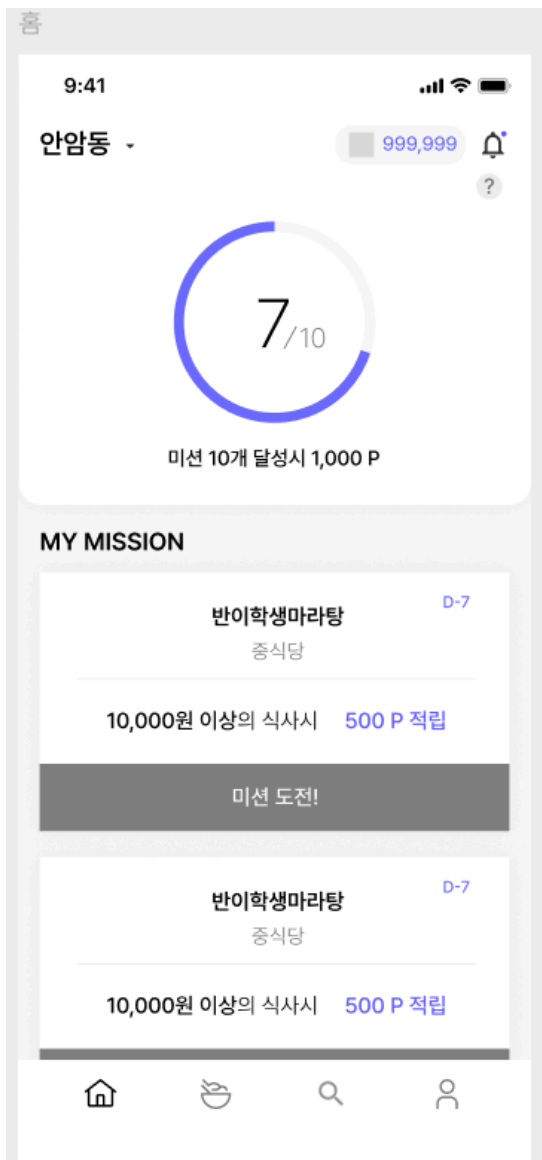 홈
9:41
안암동
999,999
?
7/10
미션 10개 달성시 1,000 P
MY MISSION
D-7
반이학생마라탕
중식당
10,000원 이상의 식사시 500 P 적립
미션 도전!
D-7
반이학생마라탕
중식당
10,000원 이상의 식사시 500 P 적립